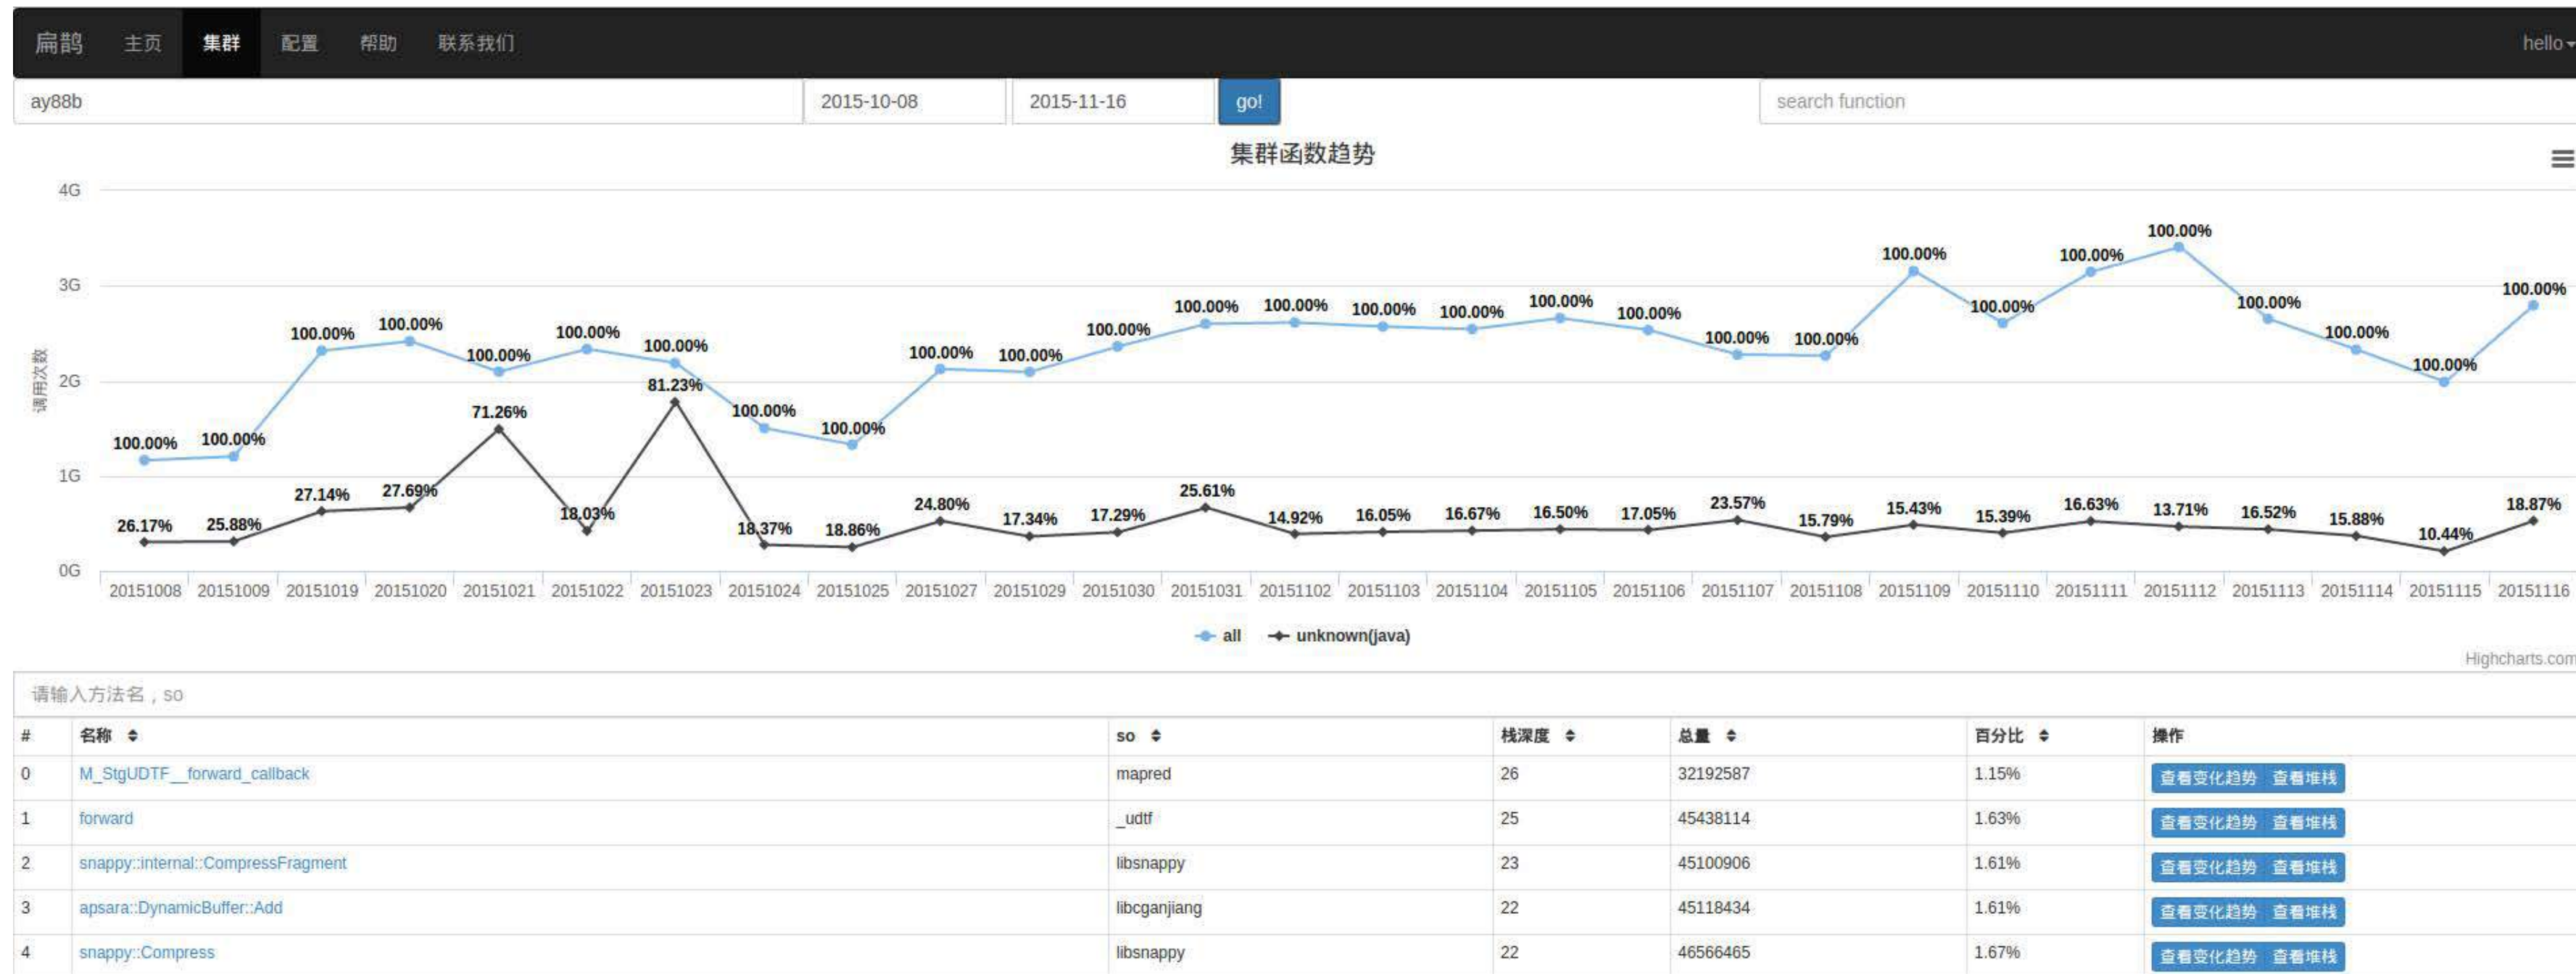 扁鹊 主页 集群 配置 帮助 联系我们 hello
ay88b 2015-10-08 2015-11-16 go! search function
集群函数趋势
4G
3G
2G
1G
0G
调用次数
100.00% 100.00% 100.00% 100.00% 100.00% 100.00% 100.00% 100.00% 100.00% 100.00% 100.00% 100.00% 100.00% 100.00% 100.00% 100.00% 100.00% 100.00% 100.00% 100.00% 100.00% 100.00% 100.00% 100.00% 100.00% 100.00% 100.00% 100.00%
26.17% 25.88% 27.14% 27.69% 71.26% 18.03% 81.23% 18.37% 18.86% 24.80% 17.34% 17.29% 25.61% 14.92% 16.05% 16.67% 16.50% 17.05% 23.57% 15.79% 15.43% 15.39% 16.63% 13.71% 16.52% 15.88% 10.44% 18.87%
20151008 20151009 20151019 20151020 20151021 20151022 20151023 20151024 20151025 20151027 20151029 20151030 20151031 20151102 20151103 20151104 20151105 20151106 20151107 20151108 20151109 20151110 20151111 20151112 20151113 20151114 20151115 20151116
all unknown(java)
Highcharts.com
请输入方法名 , so
# 名称 so 栈深度 总量 百分比 操作
0 M_StgUDTF__forward_callback mapred 26 32192587 1.15% 查看变化趋势 查看堆栈
1 forward _udtf 25 45438114 1.63% 查看变化趋势 查看堆栈
2 snappy::internal::CompressFragment libsnappy 23 45100906 1.61% 查看变化趋势 查看堆栈
3 apsara::DynamicBuffer::Add libcganjiang 22 45118434 1.61% 查看变化趋势 查看堆栈
4 snappy::Compress libsnappy 22 46566465 1.67% 查看变化趋势 查看堆栈